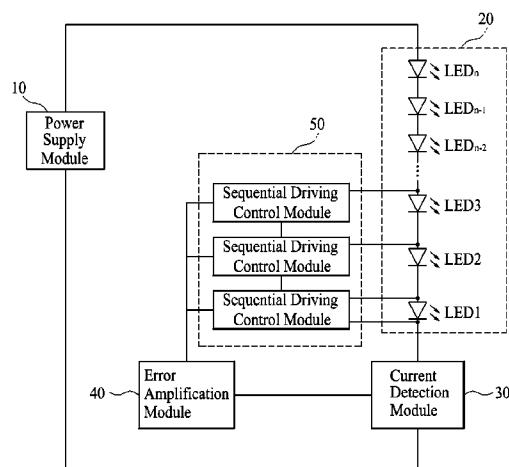 20
LEDn
10
LEDn-1
Power
Supply
Module
50
LEDn-2
Sequential Driving
Control Module
LED3
Sequential Driving
Control Module
LED2
Sequential Driving
Control Module
LED1
40
Error
Amplification
Module
Current
Detection
Module
30